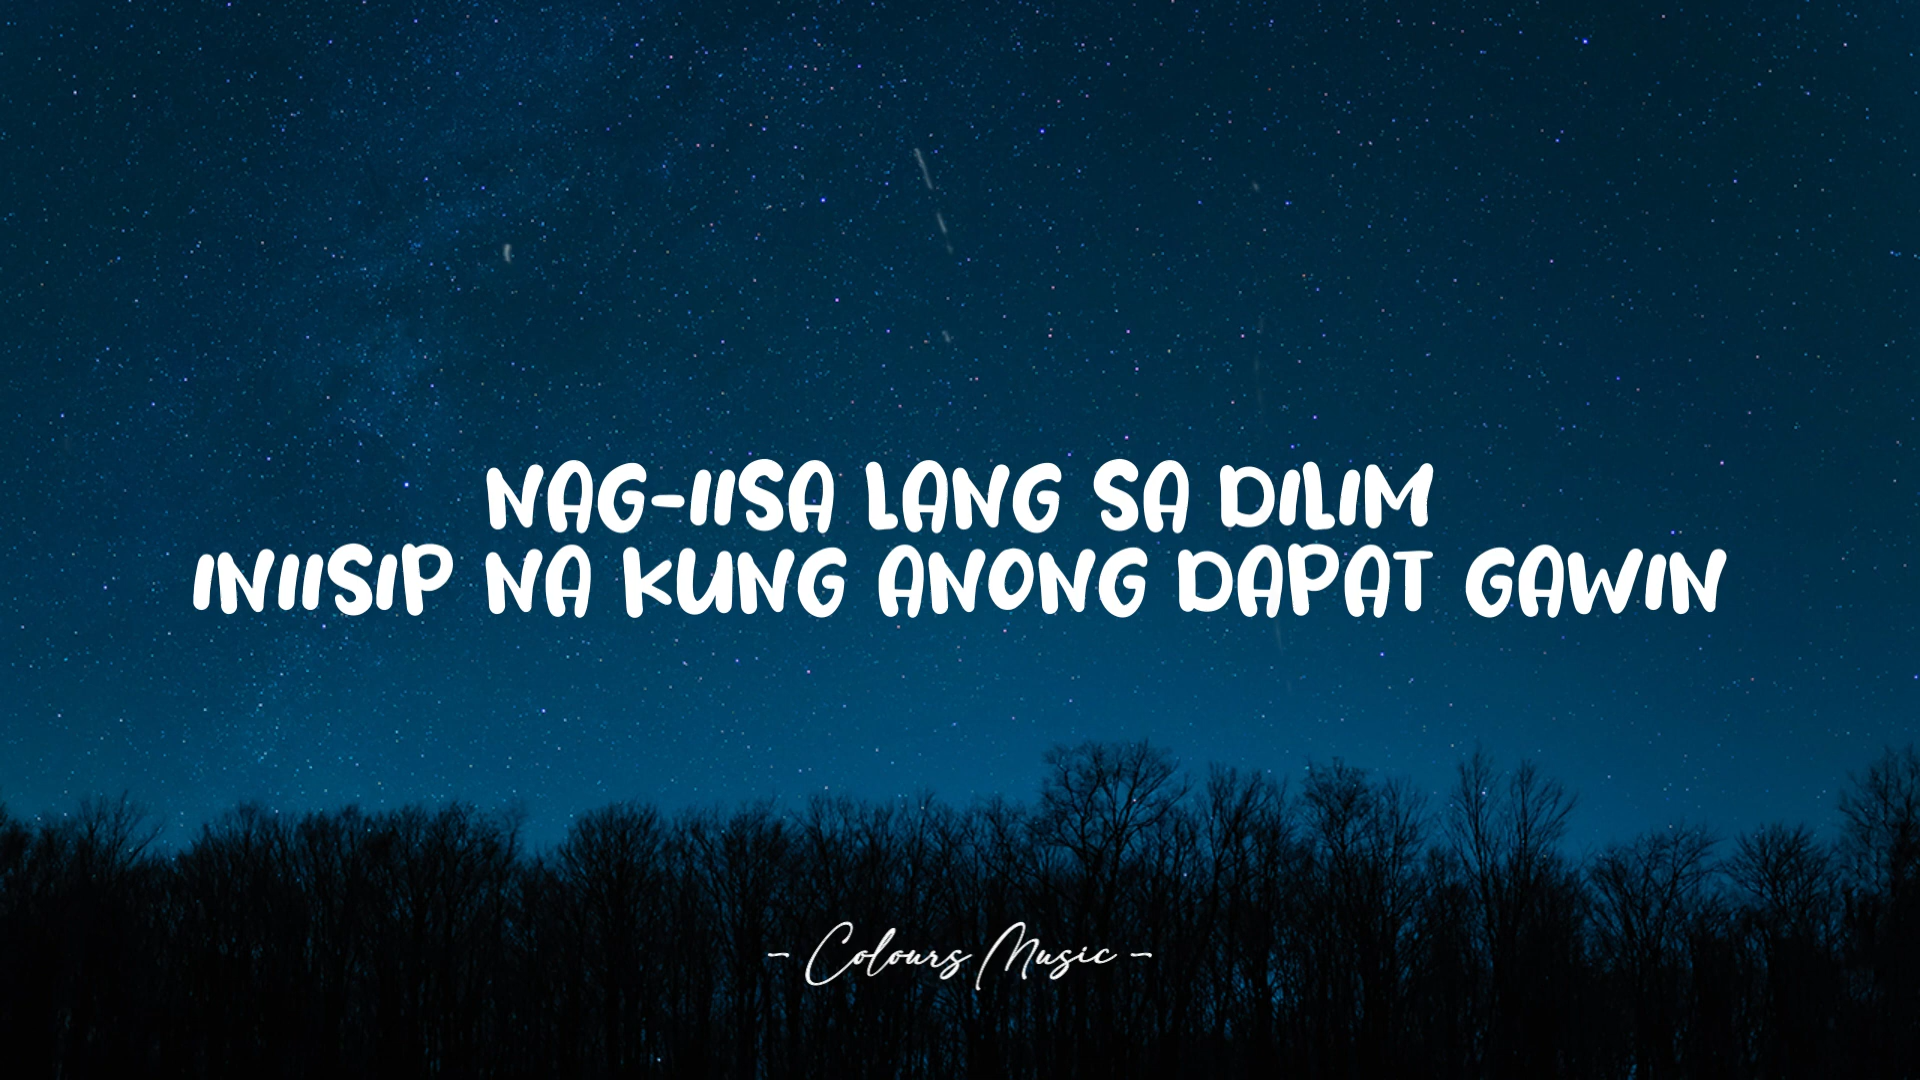 NAG-IISA LANG SA DILIM
INIISIP NA KUNG ANONG DAPAT GAWIN
- Colours Music -